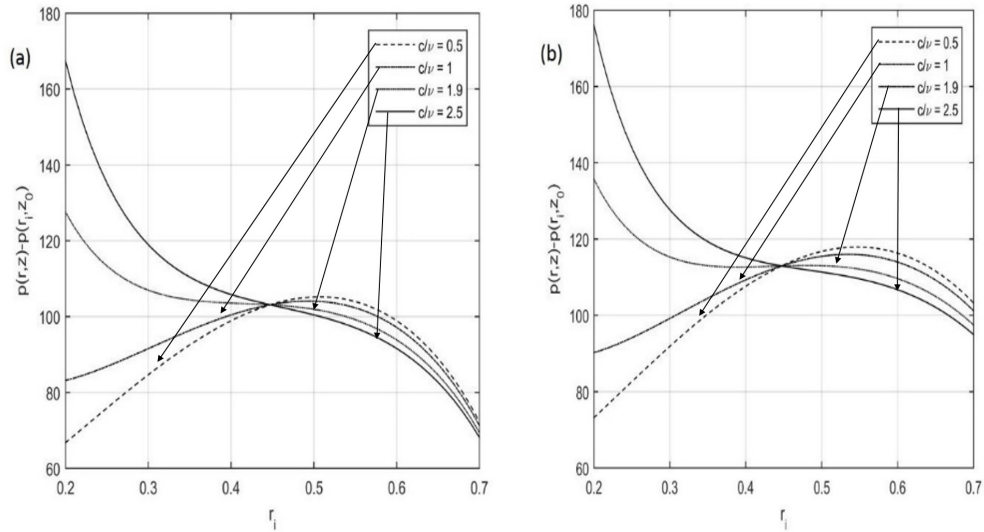 (a)
180
160
140
120
100
80
60
0.2 0.3 0.4 0.5 0.6 0.7
p(r,z)-p(r_i,z_0)
r_i
c/ν = 0.5
c/ν = 1
c/ν = 1.9
c/ν = 2.5
(b)
180
160
140
120
100
80
60
0.2 0.3 0.4 0.5 0.6 0.7
p(r,z)-p(r_i,z_0)
r_i
c/ν = 0.5
c/ν = 1
c/ν = 1.9
c/ν = 2.5